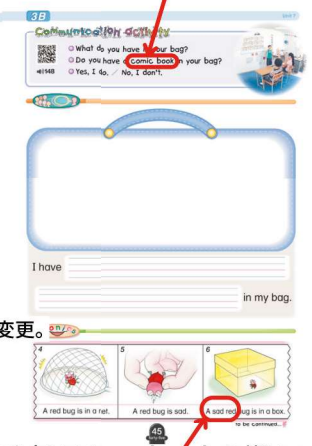 3B
Unit 7
Communication activity
What do you have in your bag?
Do you have a comic book in your bag?
148
Yes, I do. / No, I don't.
I have
in my bag.
変更。
4
5
6
A red bug is in a net.
A red bug is sad.
A sad red bug is in a box.
to be continued...
45